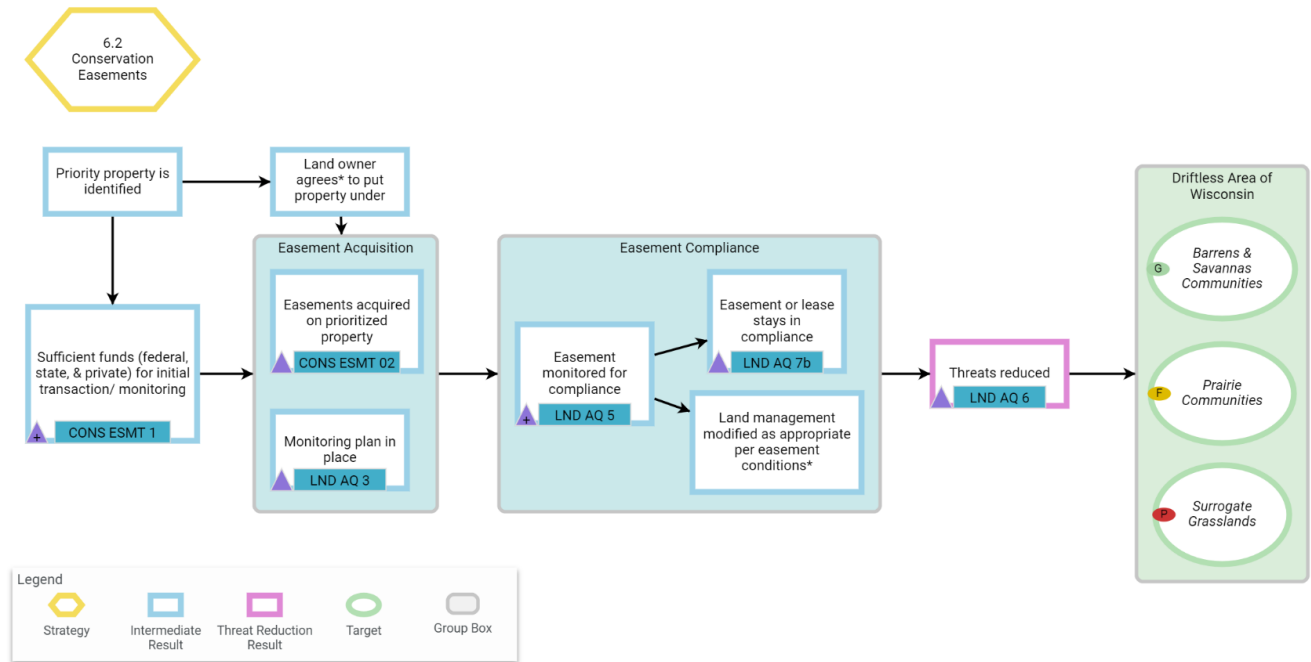 6.2
Conservation
Easements
Priority property is
identified
Land owner
agrees* to put
property under
Sufficient funds (federal,
state, & private) for initial
transaction/ monitoring
+
CONS ESMT 1
Easement Acquisition
Easements acquired
on prioritized
property
CONS ESMT 02
Monitoring plan in
place
LND AQ 3
Easement Compliance
Easement
monitored for
compliance
+
LND AQ 5
Easement or lease
stays in
compliance
LND AQ 7b
Land management
modified as appropriate
per easement
conditions*
Threats reduced
LND AQ 6
Driftless Area of
Wisconsin
Barrens &
Savannas
Communities
G
Prairie
Communities
F
Surrogate
Grasslands
P
Legend
Strategy
Intermediate
Result
Threat Reduction
Result
Target
Group Box